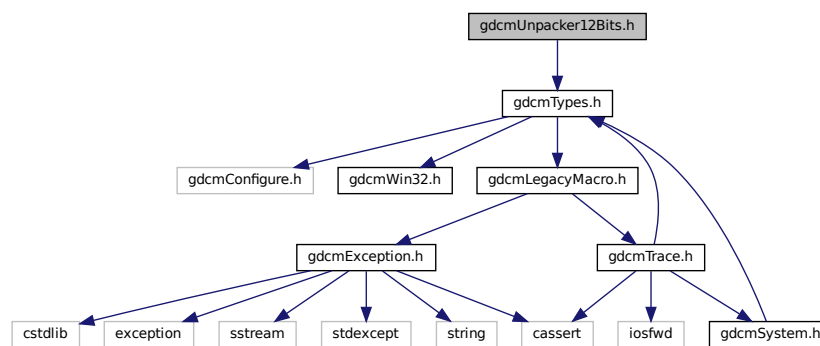 gdcmUnpacker12Bits.h
gdcmTypes.h
gdcmConfigure.h
gdcmWin32.h
gdcmLegacyMacro.h
gdcmException.h
gdcmTrace.h
cstdlib
exception
sstream
stdexcept
string
cassert
iosfwd
gdcmSystem.h